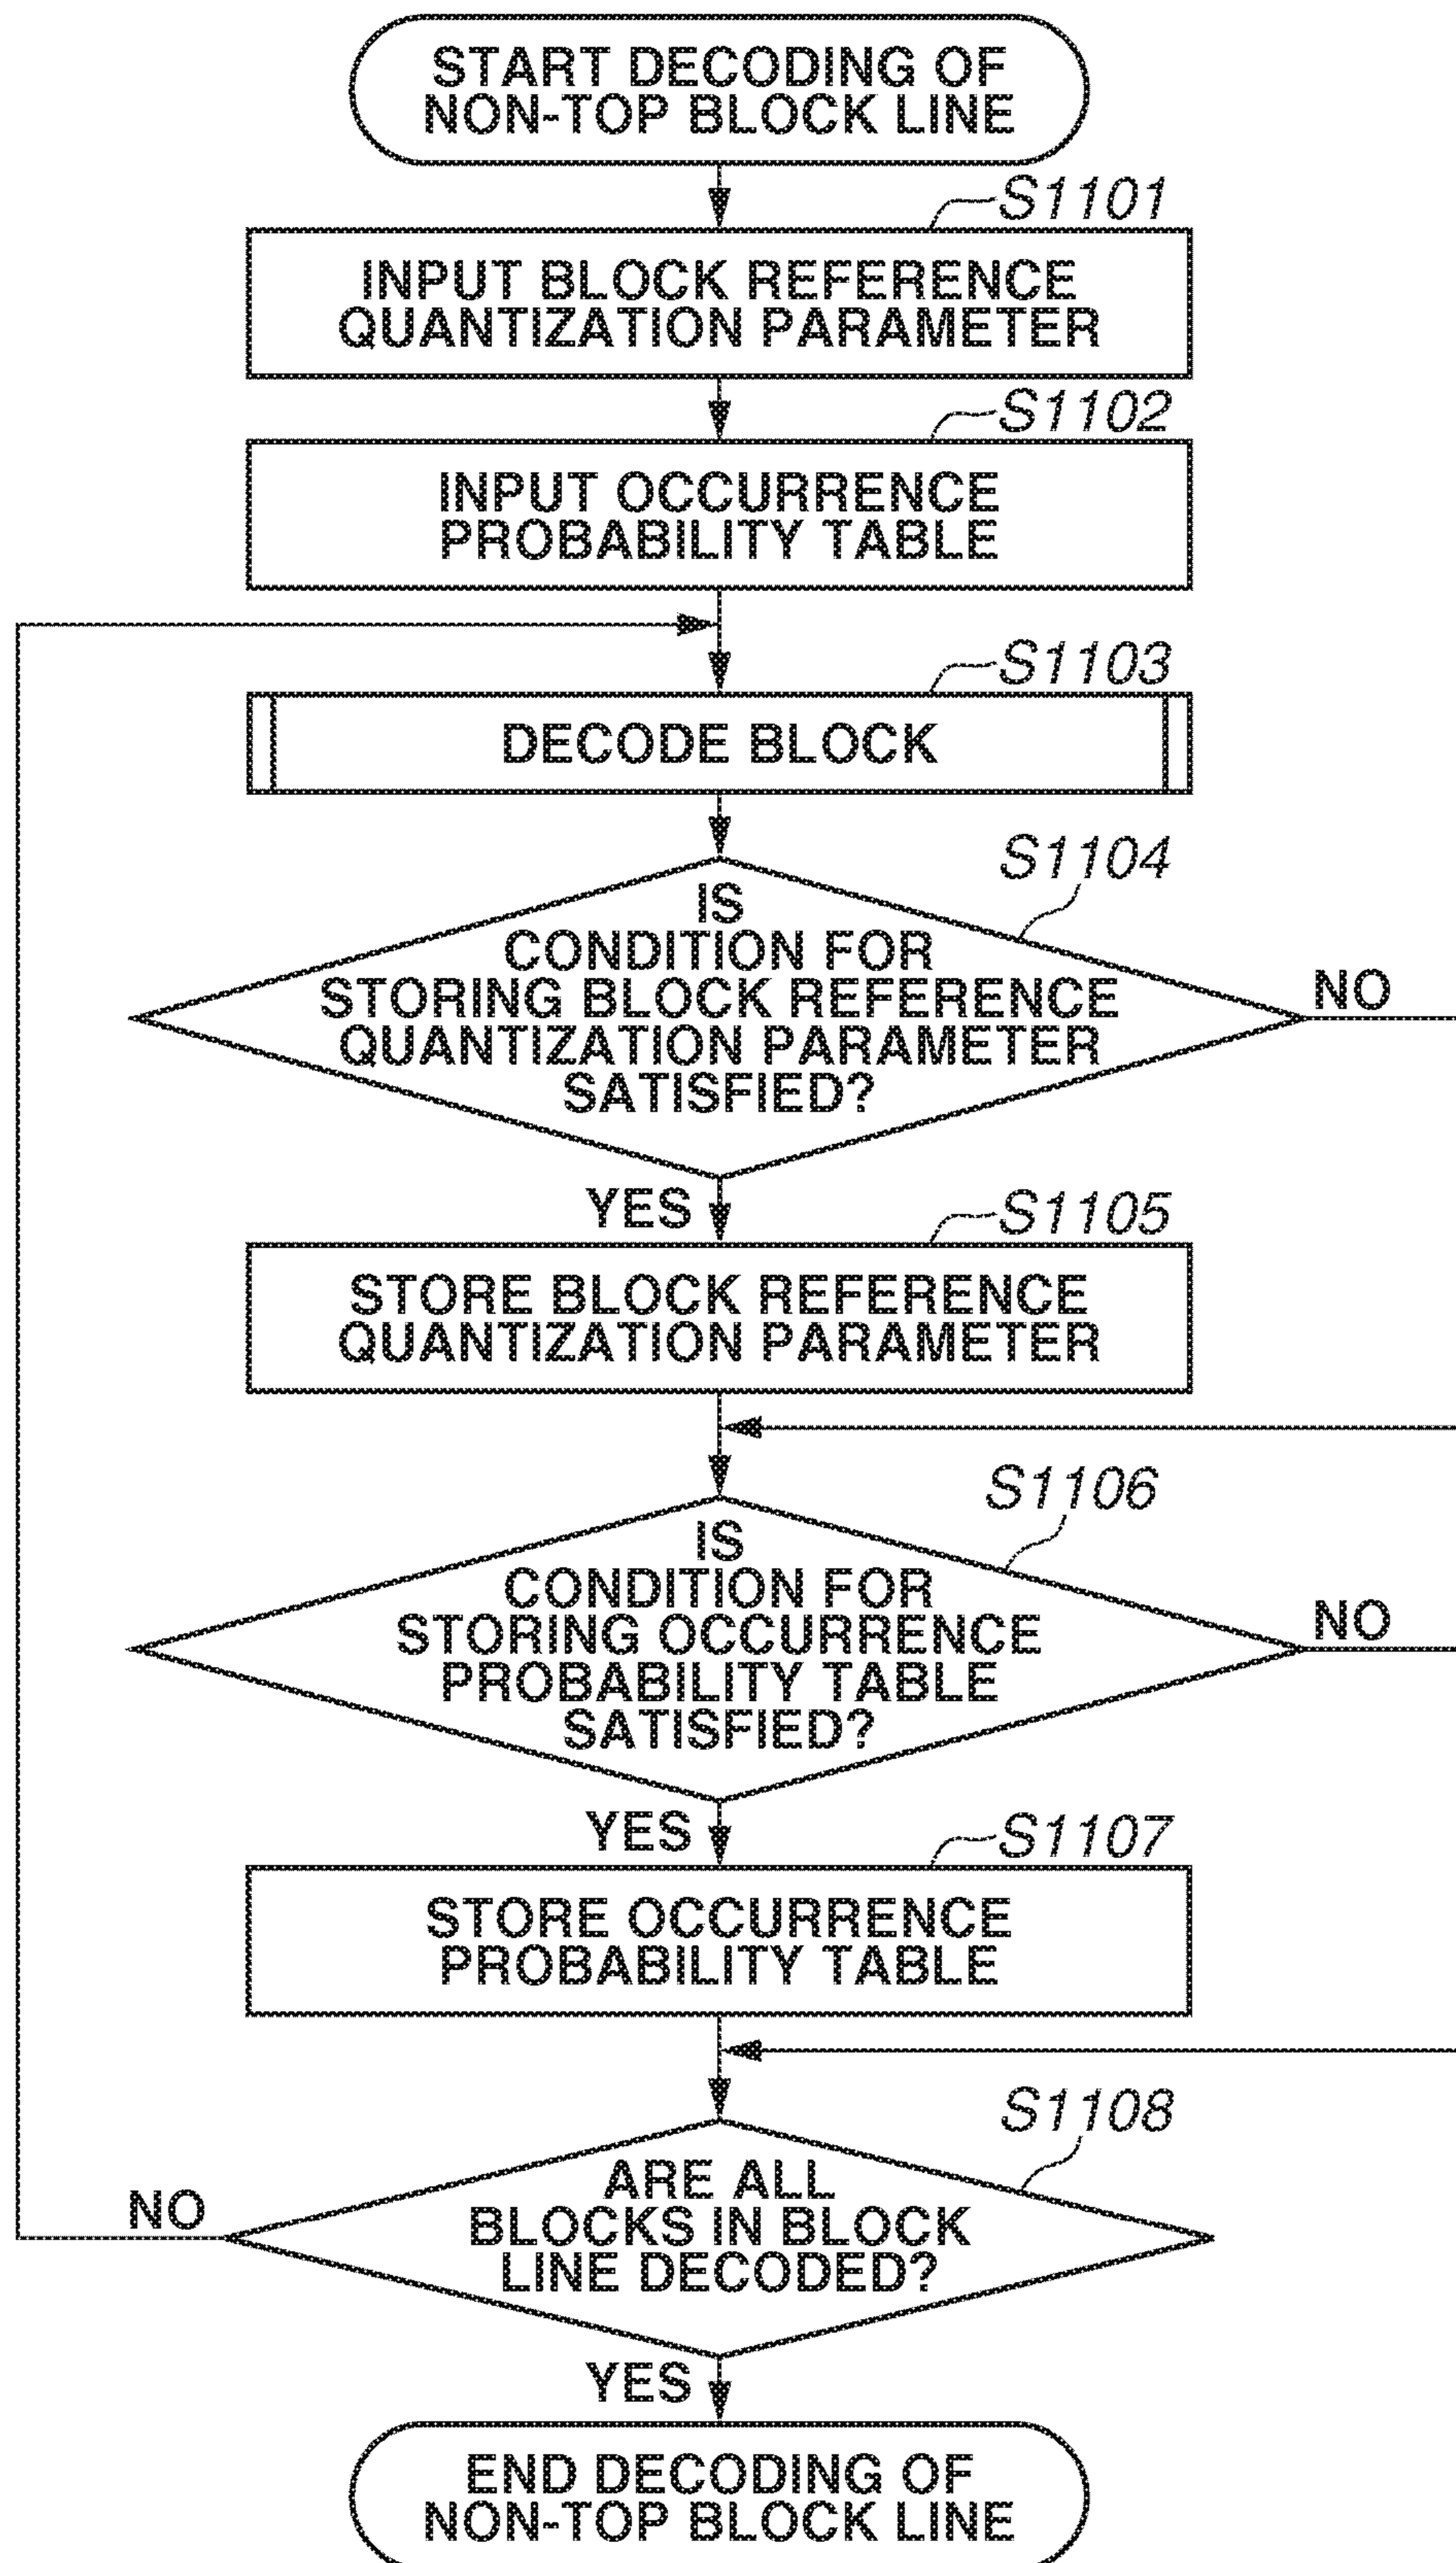 START DECODING OF
NON-TOP BLOCK LINE
S1101
INPUT BLOCK REFERENCE
QUANTIZATION PARAMETER
S1102
INPUT OCCURRENCE
PROBABILITY TABLE
S1103
DECODE BLOCK
S1104
IS
CONDITION FOR
STORING BLOCK REFERENCE
QUANTIZATION PARAMETER
SATISFIED?
NO
YES
S1105
STORE BLOCK REFERENCE
QUANTIZATION PARAMETER
S1106
IS
CONDITION FOR
STORING OCCURRENCE
PROBABILITY TABLE
SATISFIED?
NO
YES
S1107
STORE OCCURRENCE
PROBABILITY TABLE
S1108
ARE ALL
BLOCKS IN BLOCK
LINE DECODED?
NO
YES
END DECODING OF
NON-TOP BLOCK LINE